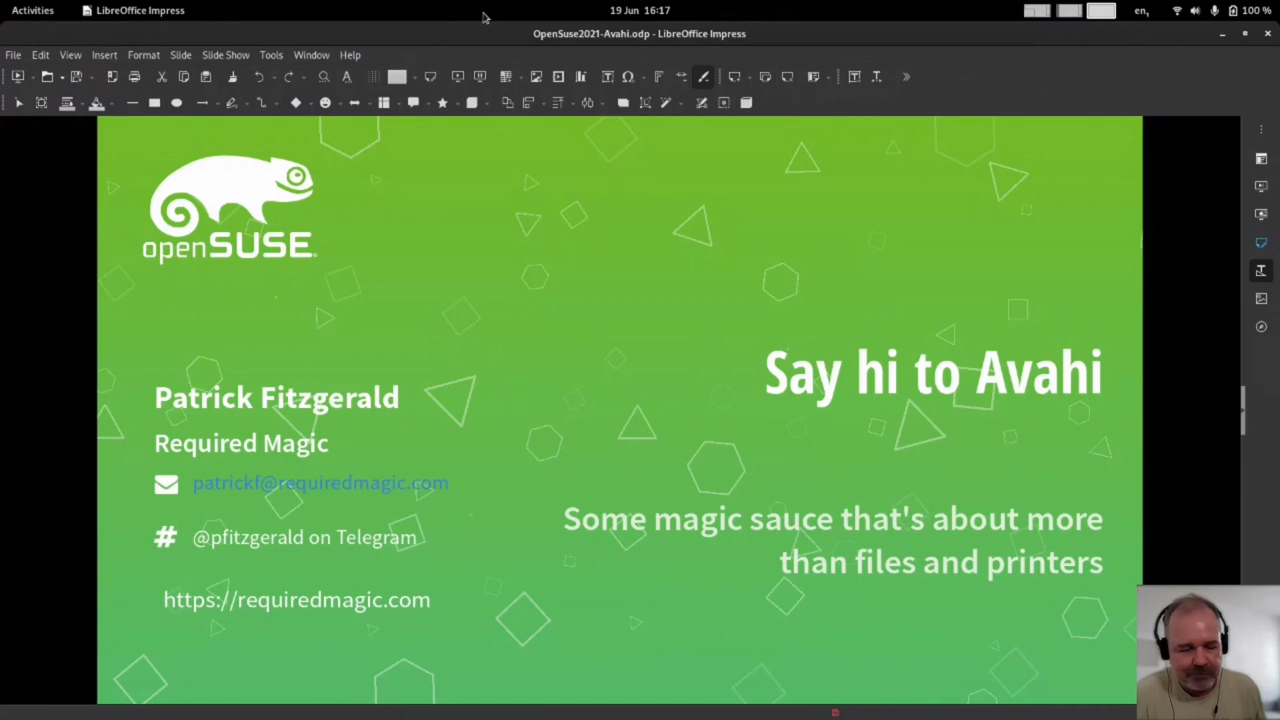 Activities
LibreOffice Impress
19 Jun 16:17
en,
100 %
OpenSuse2021-Avahi.odp - LibreOffice Impress
File Edit View Insert Format Slide Slide Show Tools Window Help
openSUSE
Say hi to Avahi
Patrick Fitzgerald
Required Magic
patrickf@requiredmagic.com
# @pfitzgerald on Telegram
https://requiredmagic.com
Some magic sauce that's about more
than files and printers